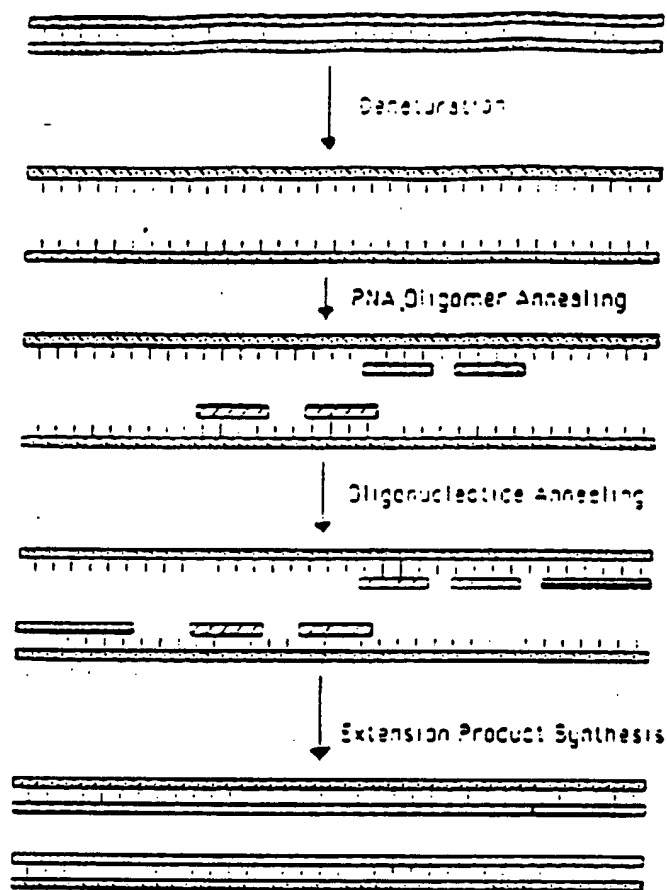 Denaturation
PNA Oligomer Annealing
Oligonucleotide Annealing
Extension Product Synthesis